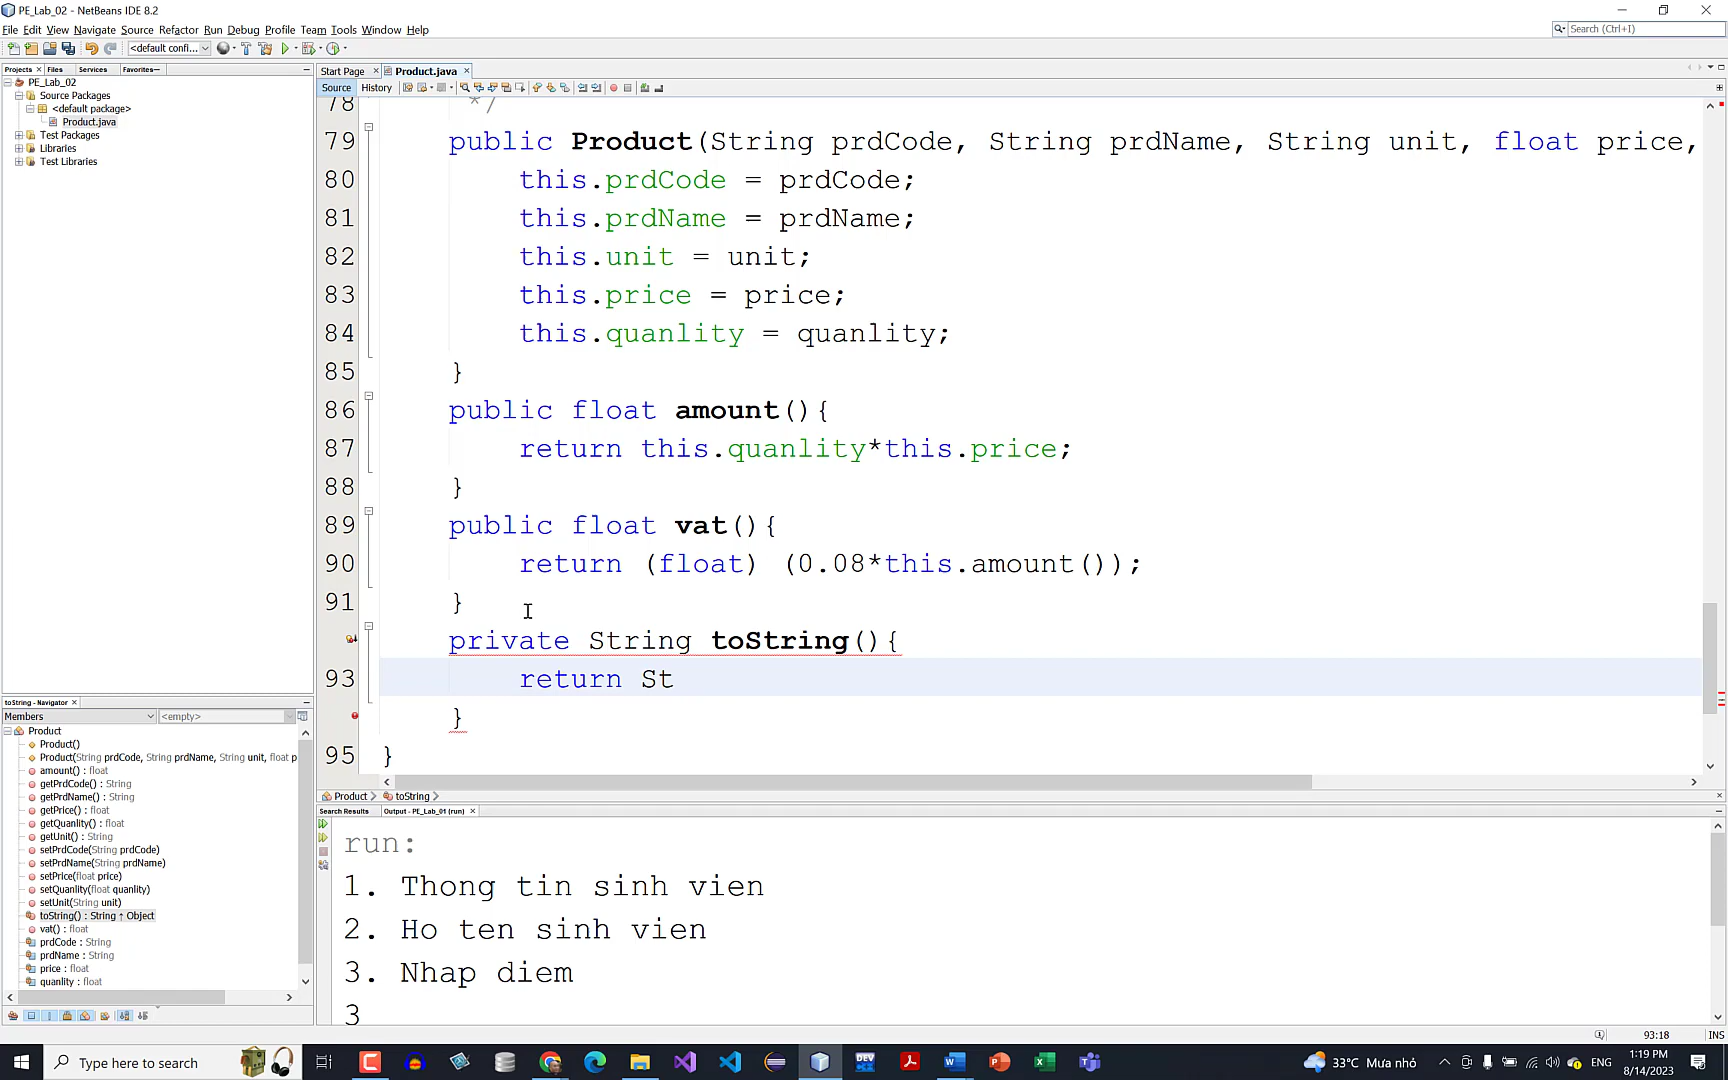 PE_Lab_02 - NetBeans IDE 8.2
File Edit View Navigate Source Refactor Run Debug Profile Team Tools Window Help
Search (Ctrl+I)
<default confi...
Projects Files Services Favorites
Start Page Product.java
Source History
PE_Lab_02
Source Packages
<default package>
Product.java
Test Packages
Libraries
Test Libraries
78 */
79 public Product(String prdCode, String prdName, String unit, float price,
80 this.prdCode = prdCode;
81 this.prdName = prdName;
82 this.unit = unit;
83 this.price = price;
84 this.quanlity = quanlity;
85 }
86 public float amount(){
87 return this.quanlity*this.price;
88 }
89 public float vat(){
90 return (float) (0.08*this.amount());
91 }
private String toString(){
93 return St
}
95 }
toString - Navigator
Members <empty>
Product
Product()
Product(String prdCode, String prdName, String unit, float p
amount() : float
getPrdCode() : String
getPrdName() : String
getPrice() : float
getQuanlity() : float
getUnit() : String
setPrdCode(String prdCode)
setPrdName(String prdName)
setPrice(float price)
setQuanlity(float quanlity)
setUnit(String unit)
toString() : String ↑ Object
vat() : float
prdCode : String
prdName : String
price : float
quanlity : float
Product toString
Search Results Output - PE_Lab_01 (run)
run:
1. Thong tin sinh vien
2. Ho ten sinh vien
3. Nhap diem
3
93:18 INS
Type here to search
DEV
33°C Mưa nhỏ
ENG
1:19 PM
8/14/2023